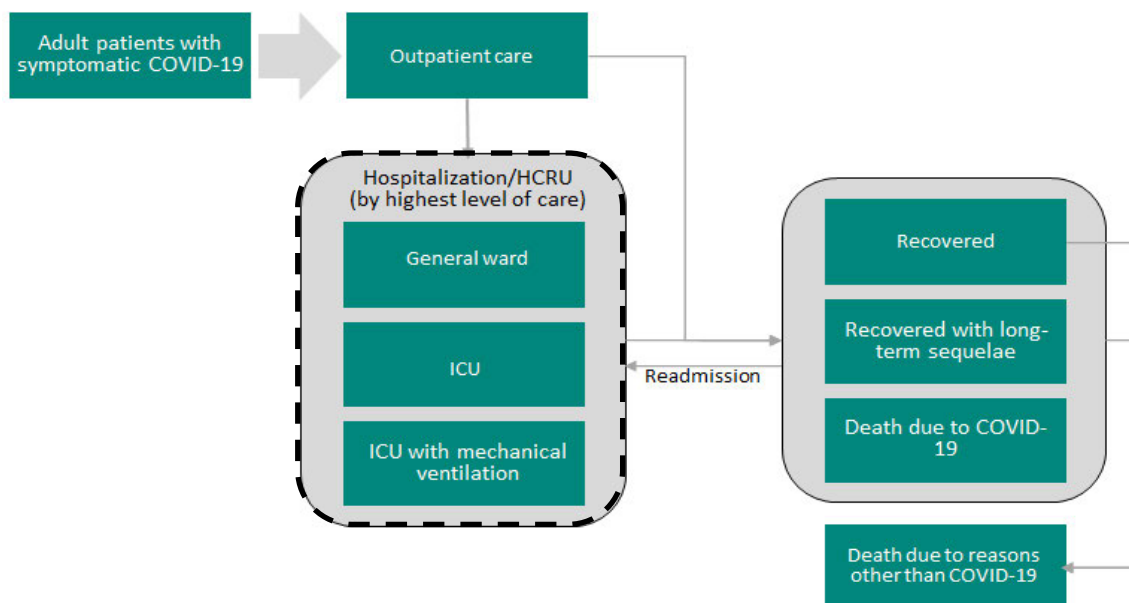 Adult patients with
symptomatic COVID-19
Outpatient care
Hospitalization/HCRU
(by highest level of care)
General ward
ICU
ICU with mechanical
ventilation
Readmission
Recovered
Recovered with long-
term sequelae
Death due to COVID-
19
Death due to reasons
other than COVID-19